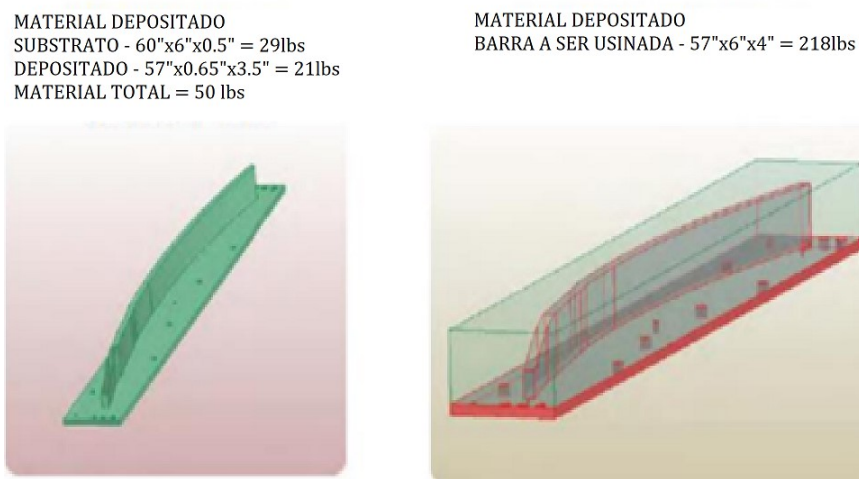 MATERIAL DEPOSITADO
SUBSTRATO - 60"x6"x0.5" = 29lbs
DEPOSITADO - 57"x0.65"x3.5" = 21lbs
MATERIAL TOTAL = 50 lbs
MATERIAL DEPOSITADO
BARRA A SER USINADA - 57"x6"x4" = 218lbs